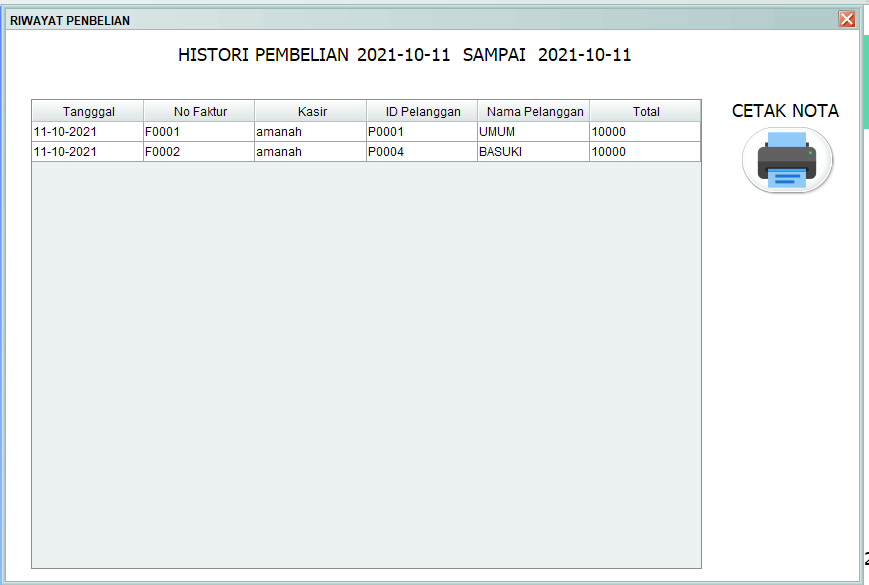 RIWAYAT PENBELIAN
HISTORI PEMBELIAN 2021-10-11 SAMPAI 2021-10-11
Tangggal No Faktur Kasir ID Pelanggan Nama Pelanggan Total
11-10-2021 F0001 amanah P0001 UMUM 10000
11-10-2021 F0002 amanah P0004 BASUKI 10000
CETAK NOTA